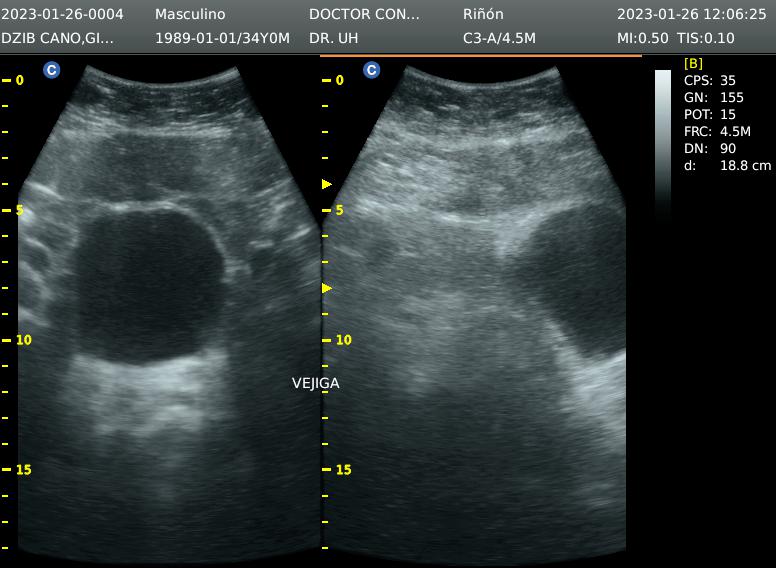 2023-01-26-0004 Masculino DOCTOR CON... Riñón 2023-01-26 12:06:25
DZIB CANO,GI... 1989-01-01/34Y0M DR. UH C3-A/4.5M MI:0.50 TIS:0.10
C C
[B]
CPS: 35
GN: 155
POT: 15
FRC: 4.5M
DN: 90
d: 18.8 cm
0 0
5 5
10 10
VEJIGA
15 15